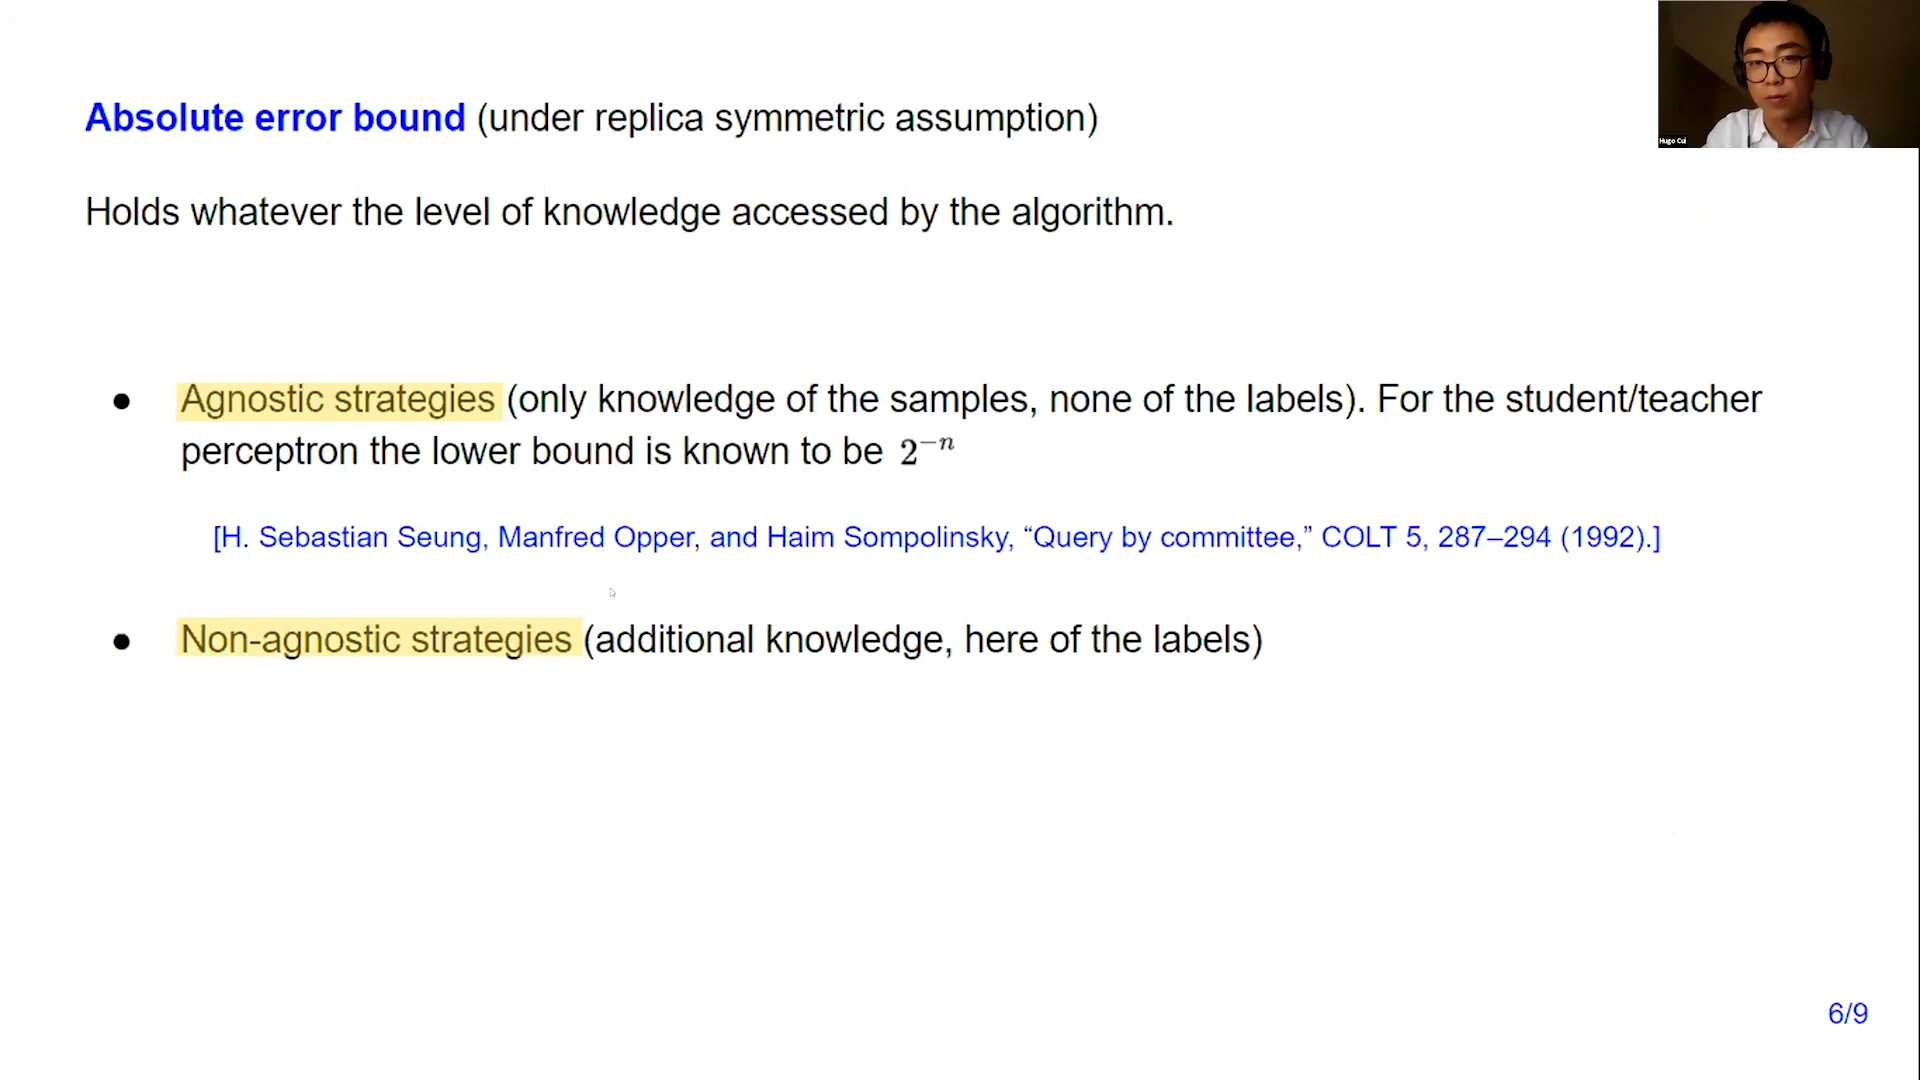 Hugo Cui
Absolute error bound (under replica symmetric assumption)
Holds whatever the level of knowledge accessed by the algorithm.
● Agnostic strategies (only knowledge of the samples, none of the labels). For the student/teacher
perceptron the lower bound is known to be 2⁻ⁿ
[H. Sebastian Seung, Manfred Opper, and Haim Sompolinsky, “Query by committee,” COLT 5, 287–294 (1992).]
● Non-agnostic strategies (additional knowledge, here of the labels)
6/9